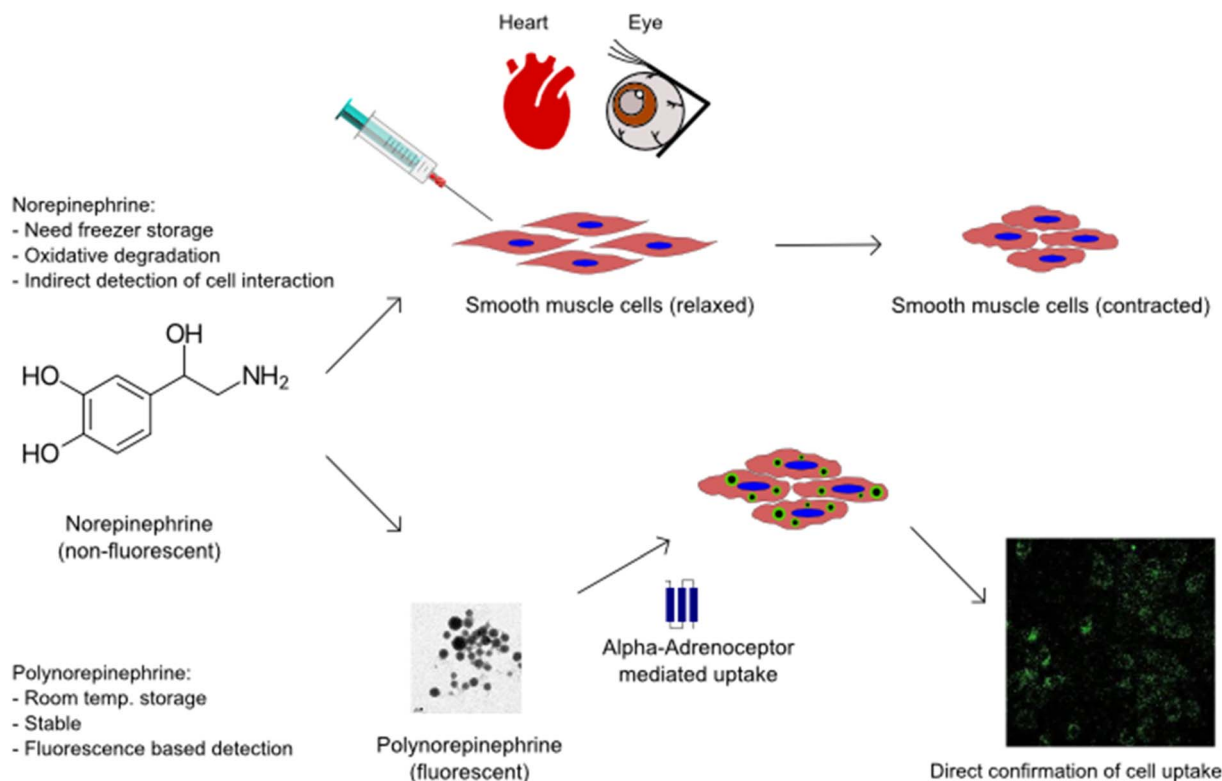 Heart
Eye
Norepinephrine:
- Need freezer storage
- Oxidative degradation
- Indirect detection of cell interaction
Smooth muscle cells (relaxed)
Smooth muscle cells (contracted)
OH
HO
NH₂
HO
Norepinephrine
(non-fluorescent)
Alpha-Adrenoceptor
mediated uptake
Polynorepinephrine:
- Room temp. storage
- Stable
- Fluorescence based detection
Polynorepinephrine
(fluorescent)
Direct confirmation of cell uptake